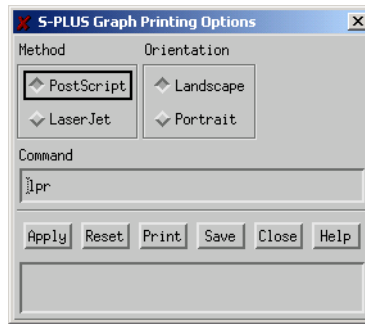 S-PLUS Graph Printing Options
Method Orientation
PostScript Landscape
LaserJet Portrait
Command
lpr
Apply Reset Print Save Close Help